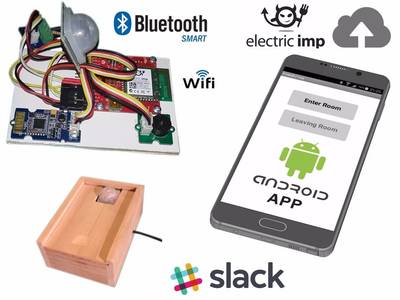 Bluetooth
SMART
electric imp
WiFi
Enter Room
Leaving Room
ANDROID
APP
slack